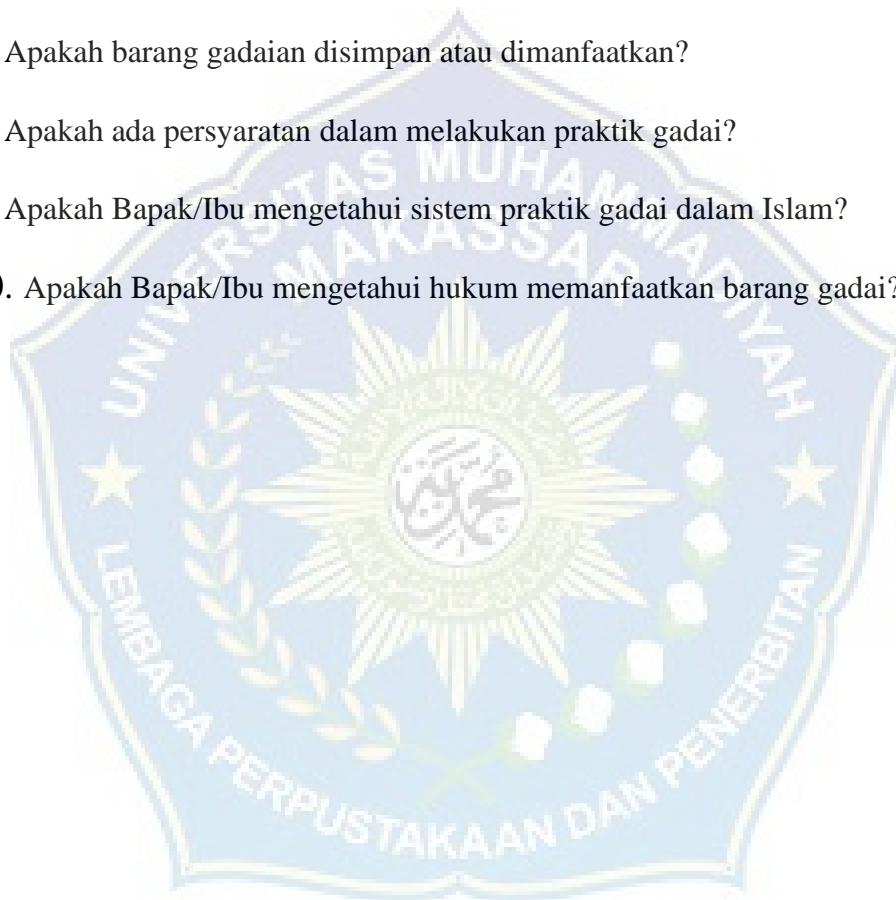 Apakah barang gadaian disimpan atau dimanfaatkan?
Apakah ada persyaratan dalam melakukan praktik gadai?
Apakah Bapak/Ibu mengetahui sistem praktik gadai dalam Islam?
. Apakah Bapak/Ibu mengetahui hukum memanfaatkan barang gadai?
UNIVERSITAS MUHAMMADIYAH
MAKASSAR
LEMBAGA PERPUSTAKAAN DAN PENERBITAN